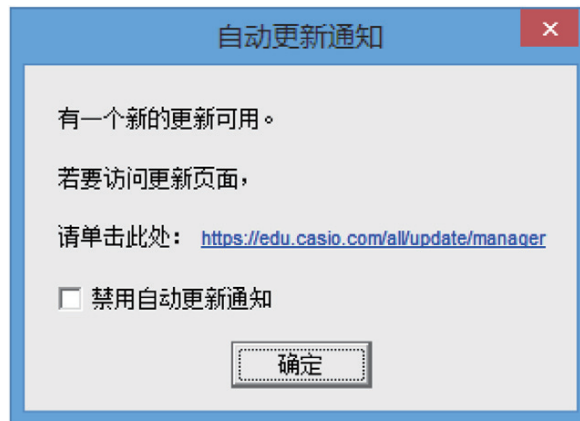 自动更新通知
有一个新的更新可用。
若要访问更新页面，
请单击此处： https://edu.casio.com/all/update/manager
禁用自动更新通知
确定